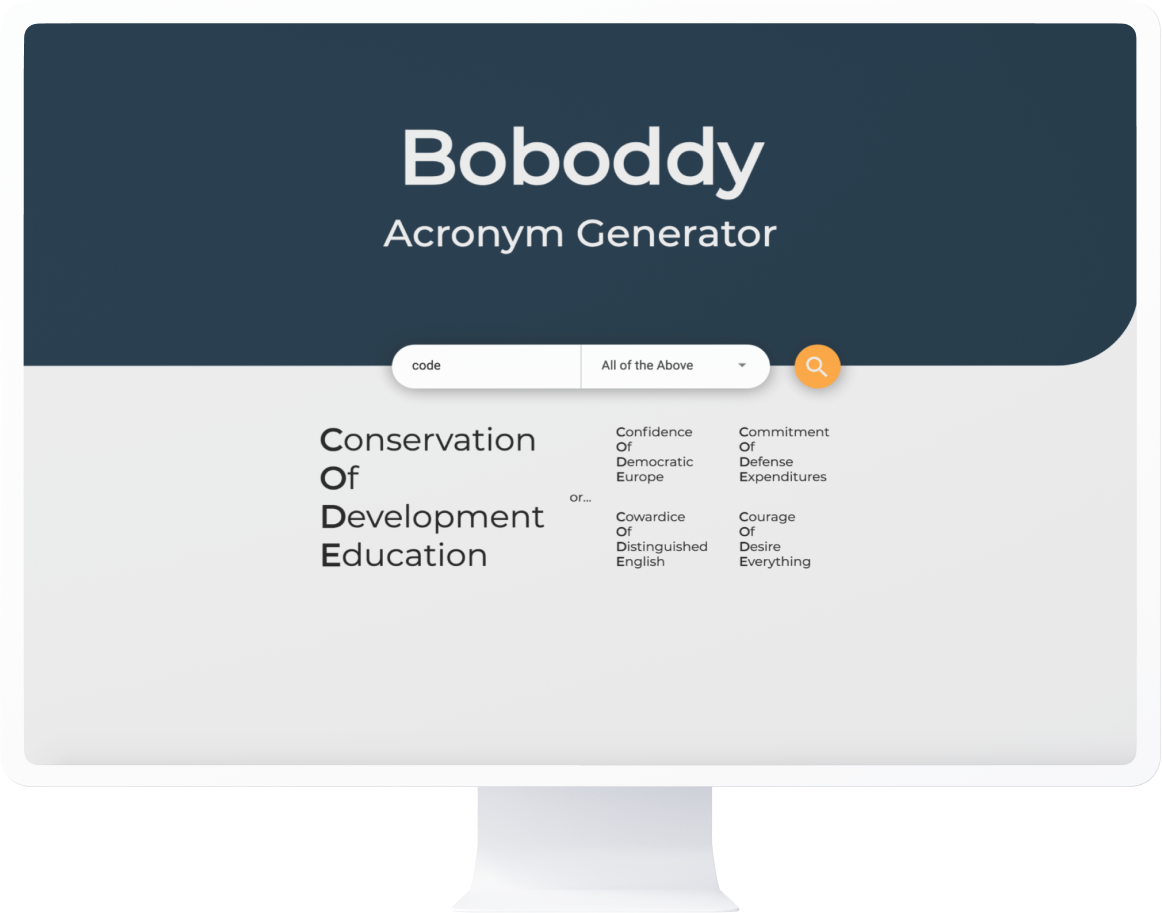 Boboddy
Acronym Generator
code
All of the Above
Conservation
Of
Development
Education
or...
Confidence
Of
Democratic
Europe
Commitment
Of
Defense
Expenditures
Cowardice
Of
Distinguished
English
Courage
Of
Desire
Everything